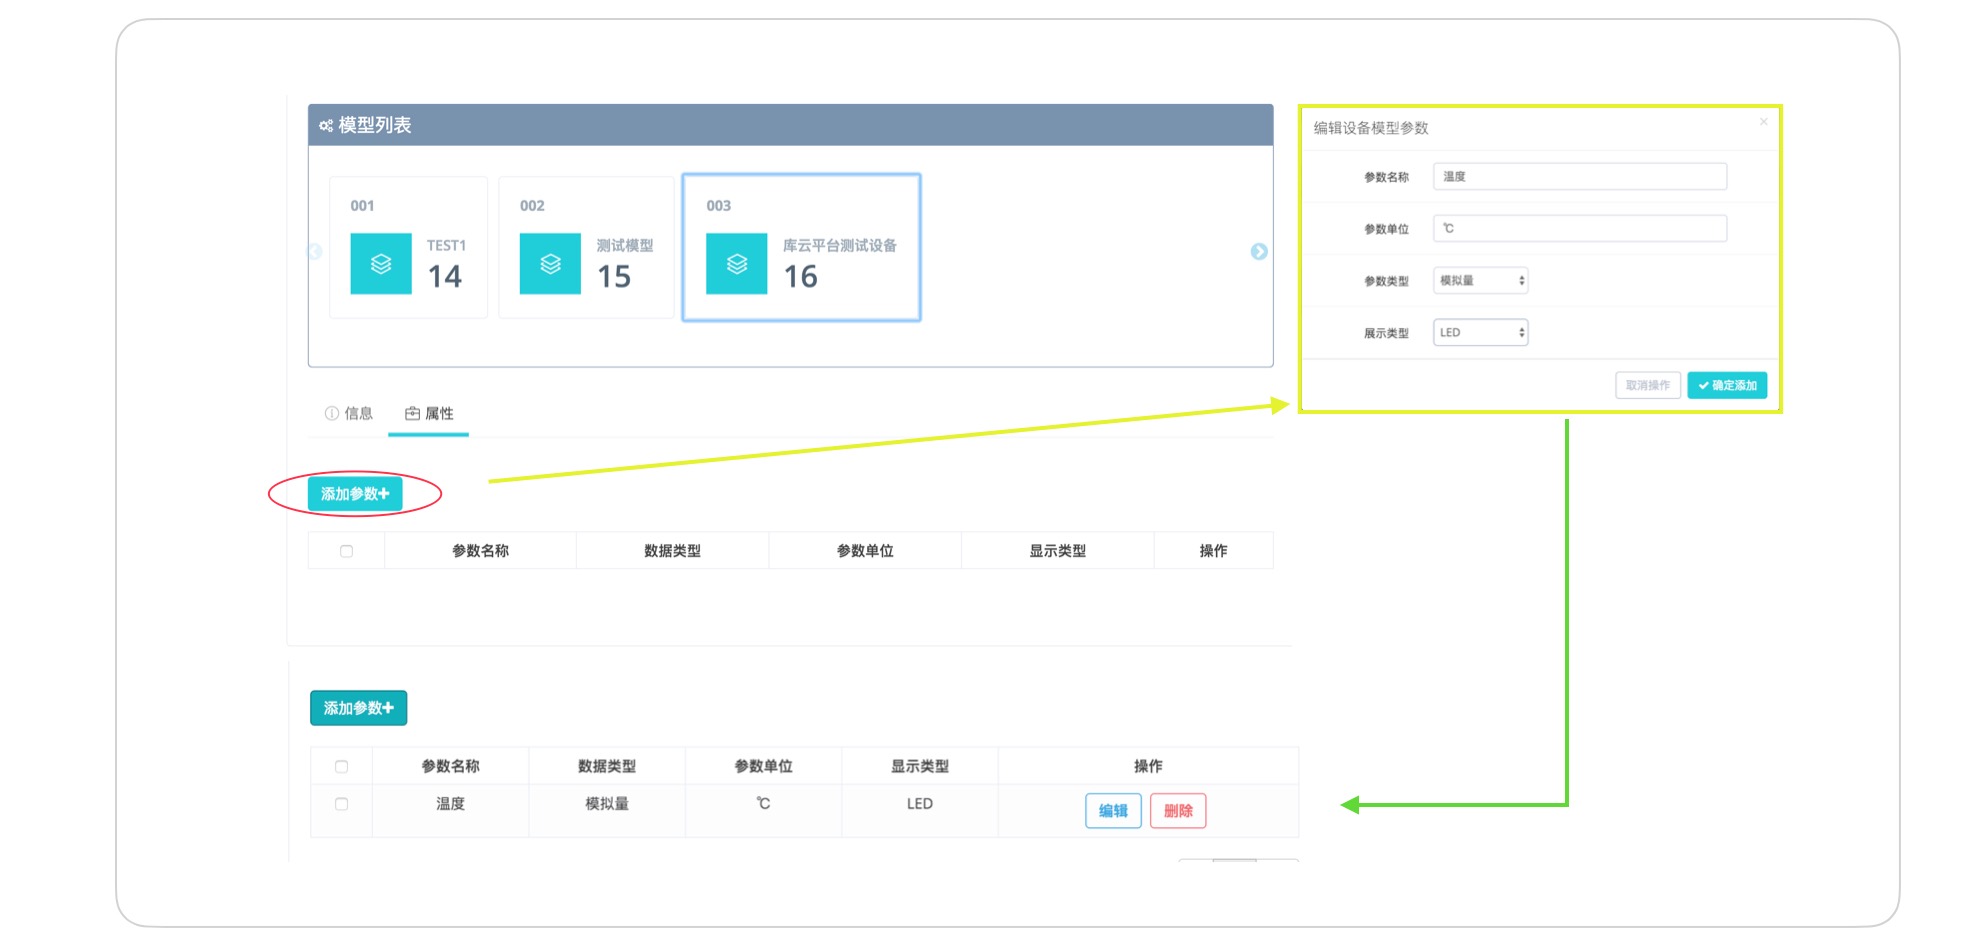 模型列表
001
TEST1
14
002
测试模型
15
003
库云平台测试设备
16
信息 属性
添加参数
参数名称 数据类型 参数单位 显示类型 操作
编辑设备模型参数 ×
参数名称 温度
参数单位 ℃
参数类型 模拟量
展示类型 LED
取消操作 确定添加
添加参数
参数名称 数据类型 参数单位 显示类型 操作
温度 模拟量 ℃ LED 编辑 删除